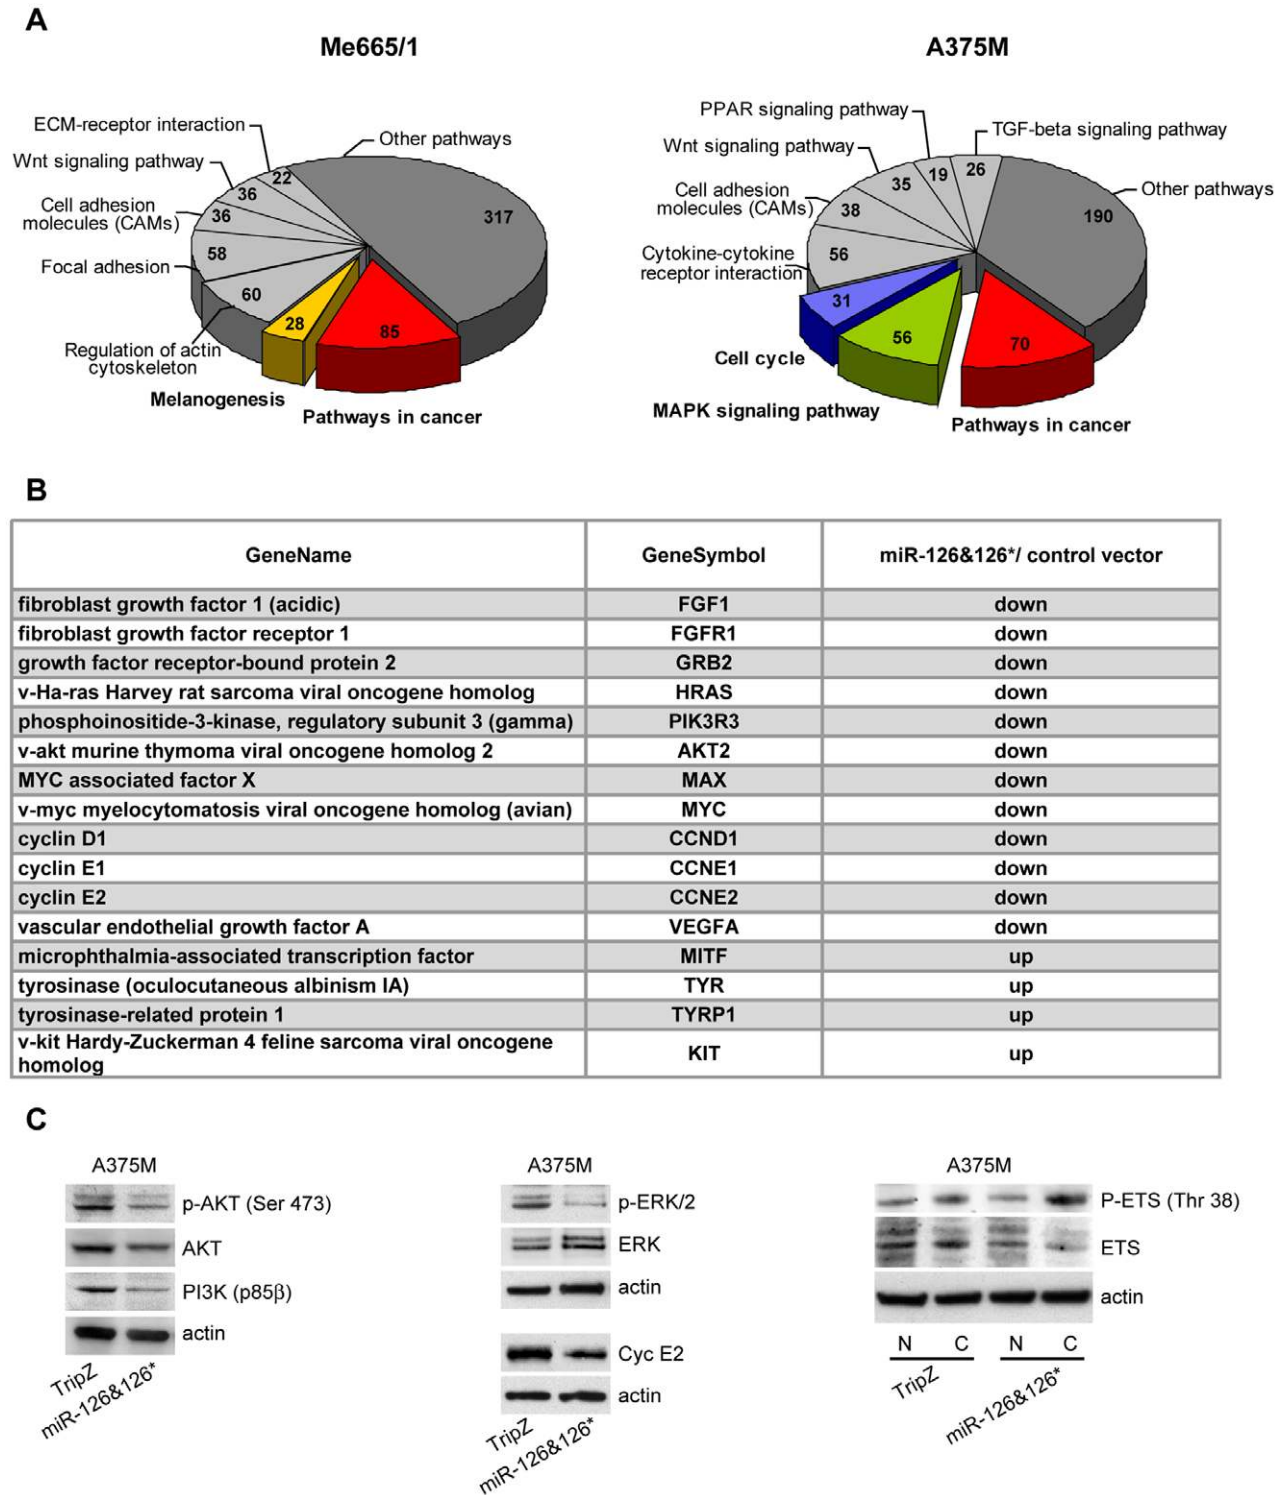 A
Me665/1
A375M
ECM-receptor interaction
Other pathways
Wnt signaling pathway
Cell adhesion
molecules (CAMs)
Focal adhesion
Regulation of actin
cytoskeleton
Melanogenesis
Pathways in cancer
22
36
36
58
60
28
85
317
PPAR signaling pathway
TGF-beta signaling pathway
Wnt signaling pathway
Other pathways
Cell adhesion
molecules (CAMs)
Cytokine-cytokine
receptor interaction
Cell cycle
MAPK signaling pathway
Pathways in cancer
35
19
26
190
38
56
31
56
70
B
GeneName GeneSymbol miR-126&126*/ control vector
fibroblast growth factor 1 (acidic) FGF1 down
fibroblast growth factor receptor 1 FGFR1 down
growth factor receptor-bound protein 2 GRB2 down
v-Ha-ras Harvey rat sarcoma viral oncogene homolog HRAS down
phosphoinositide-3-kinase, regulatory subunit 3 (gamma) PIK3R3 down
v-akt murine thymoma viral oncogene homolog 2 AKT2 down
MYC associated factor X MAX down
v-myc myelocytomatosis viral oncogene homolog (avian) MYC down
cyclin D1 CCND1 down
cyclin E1 CCNE1 down
cyclin E2 CCNE2 down
vascular endothelial growth factor A VEGFA down
microphthalmia-associated transcription factor MITF up
tyrosinase (oculocutaneous albinism IA) TYR up
tyrosinase-related protein 1 TYRP1 up
v-kit Hardy-Zuckerman 4 feline sarcoma viral oncogene
homolog KIT up
C
A375M
p-AKT (Ser 473)
AKT
PI3K (p85β)
actin
TripZ
miR-126&126*
A375M
p-ERK/2
ERK
actin
Cyc E2
actin
TripZ
miR-126&126*
A375M
P-ETS (Thr 38)
ETS
actin
N C N C
TripZ
miR-126&126*